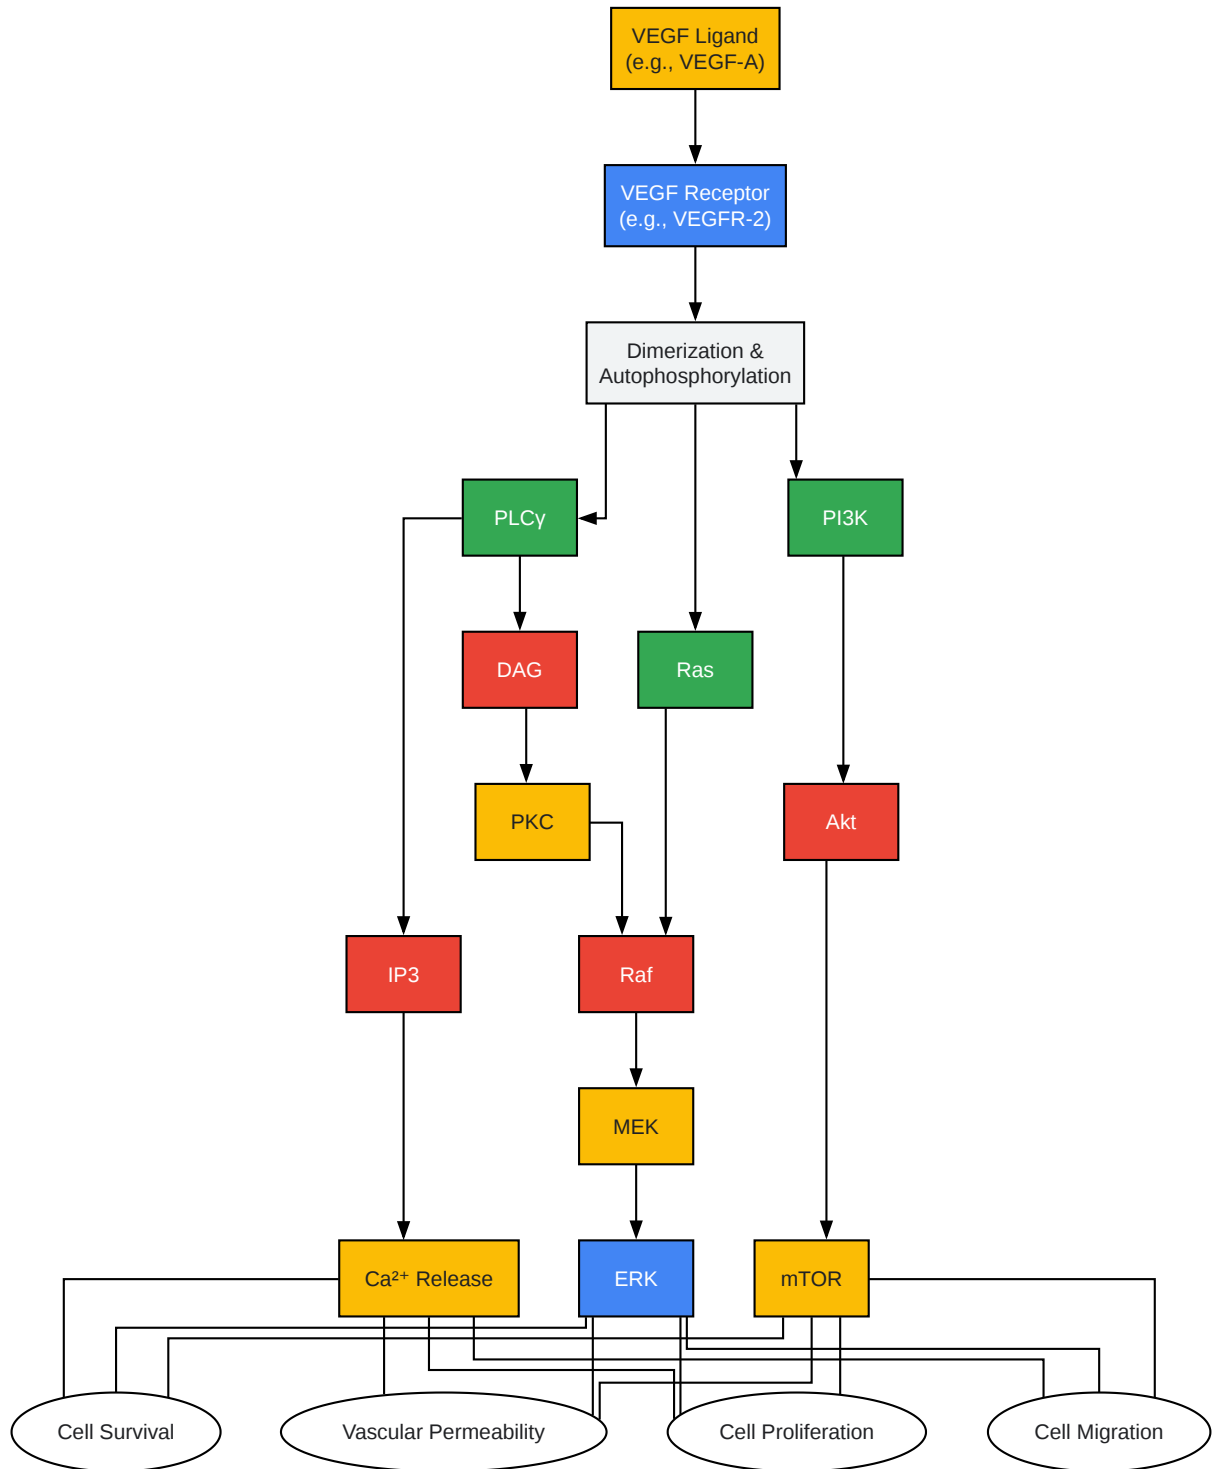 VEGF Ligand
(e.g., VEGF-A)
VEGF Receptor
(e.g., VEGFR-2)
Dimerization &
Autophosphorylation
PLCγ
PI3K
DAG
Ras
PKC
Akt
IP3
Raf
MEK
Ca²⁺ Release
ERK
mTOR
Cell Survival
Vascular Permeability
Cell Proliferation
Cell Migration